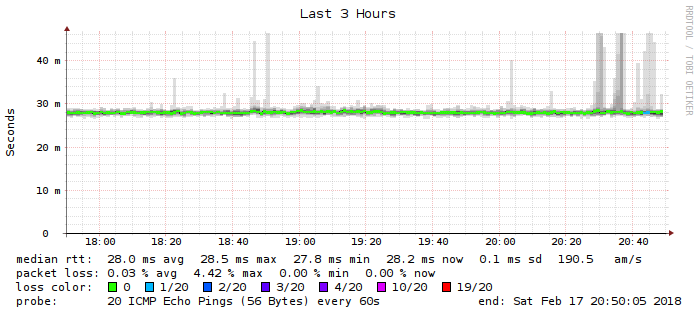 Last 3 Hours
RRDTOOL / TOBI OETIKER
Seconds
40 m
30 m
20 m
10 m
0
18:00 18:20 18:40 19:00 19:20 19:40 20:00 20:20 20:40
median rtt: 28.0 ms avg 28.5 ms max 27.8 ms min 28.2 ms now 0.1 ms sd 190.5 am/s
packet loss: 0.03 % avg 4.42 % max 0.00 % min 0.00 % now
loss color: 0 1/20 2/20 3/20 4/20 10/20 19/20
probe: 20 ICMP Echo Pings (56 Bytes) every 60s end: Sat Feb 17 20:50:05 2018